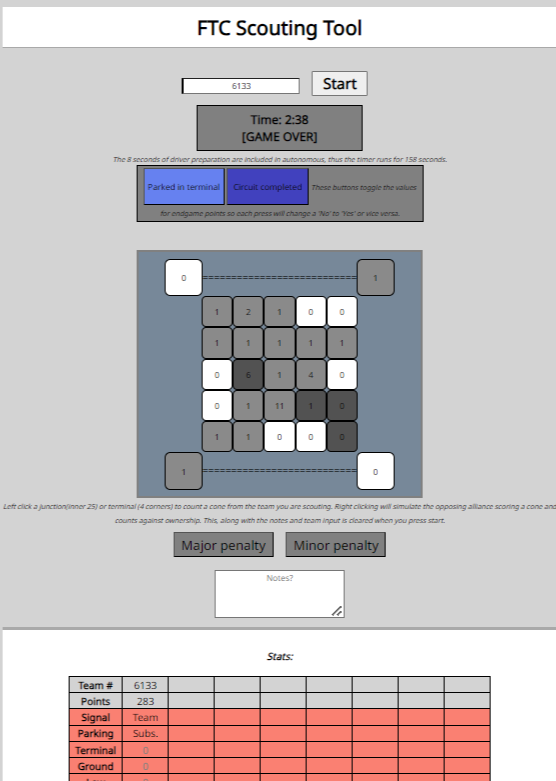 FTC Scouting Tool
6133 Start
Time: 2:38
[GAME OVER]
The 8 seconds of driver preparation are included in autonomous, thus the timer runs for 158 seconds.
Parked in terminal Circuit completed These buttons toggle the values
for endgame points so each press will change a 'No' to 'Yes' or vice versa.
0 ================================ 1
1 2 1 0 0
1 1 1 1 1
0 6 1 4 0
0 1 11 1 0
1 1 0 0 0
1 ================================ 0
Left click a junction(inner 25) or terminal (4 corners) to count a cone from the team you are scouting. Right clicking will simulate the opposing alliance scoring a cone and
counts against ownership. This, along with the notes and team input is cleared when you press start.
Major penalty Minor penalty
Notes?
Stats:
Team # 6133
Points 283
Signal Team
Parking Subs.
Terminal 0
Ground 0